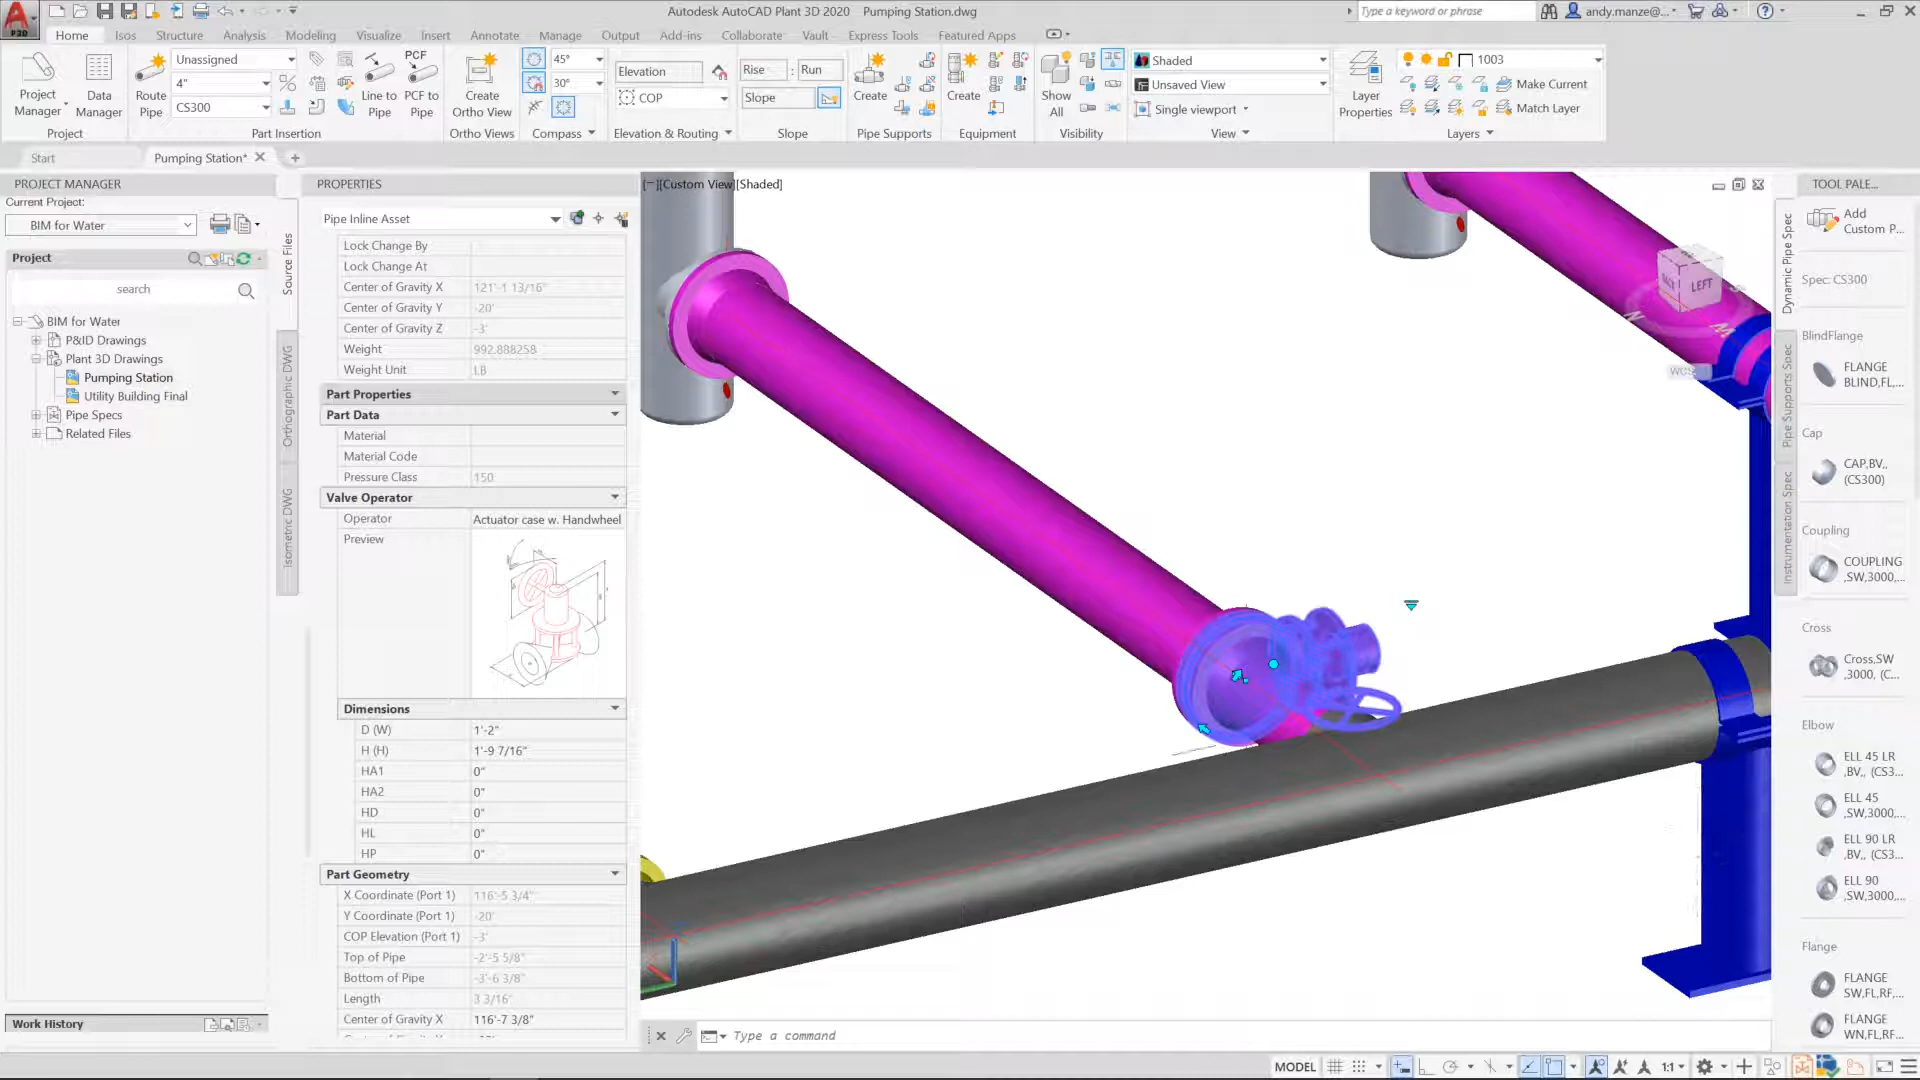 Autodesk AutoCAD Plant 3D 2020 Pumping Station.dwg
Type a keyword or phrase
andy.manze@...
P3D
Home Isos Structure Analysis Modeling Visualize Insert Annotate Manage Output Add-ins Collaborate Vault Express Tools Featured Apps
Project Manager
Data Manager
Project
Route Pipe
Unassigned
4"
CS300
Line to Pipe
PCF
PCF to Pipe
Part Insertion
Create Ortho View
Ortho Views
45°
30°
Compass
Elevation
COP
Elevation & Routing
Rise : Run
Slope
Slope
Create
Pipe Supports
Create
Equipment
Show All
Visibility
Shaded
Unsaved View
Single viewport
View
Layer Properties
1003
Make Current
Match Layer
Layers
Start
Pumping Station*
PROJECT MANAGER
Current Project:
BIM for Water
Project
search
BIM for Water
P&ID Drawings
Plant 3D Drawings
Pumping Station
Utility Building Final
Pipe Specs
Related Files
Work History
Source Files
Orthographic DWG
Isometric DWG
PROPERTIES
Pipe Inline Asset
Lock Change By
Lock Change At
Center of Gravity X 121'-1 13/16"
Center of Gravity Y -20'
Center of Gravity Z -3'
Weight 992.888258
Weight Unit LB
Part Properties
Part Data
Material
Material Code
Pressure Class 150
Valve Operator
Operator Actuator case w. Handwheel
Preview
Dimensions
D (W) 1'-2"
H (H) 1'-9 7/16"
HA1 0"
HA2 0"
HD 0"
HL 0"
HP 0"
Part Geometry
X Coordinate (Port 1) 116'-5 3/4"
Y Coordinate (Port 1) -20'
COP Elevation (Port 1) -3'
Top of Pipe -2'-5 5/8"
Bottom of Pipe -3'-6 3/8"
Length 3 3/16"
Center of Gravity X 116'-7 3/8"
[−][Custom View][Shaded]
LEFT
N
WCS
Type a command
TOOL PALE...
Add Custom P...
Spec: CS300
BlindFlange
FLANGE BLIND,FL,...
Cap
CAP,BV,, (CS300)
Coupling
COUPLING ,SW,3000,...
Cross
Cross,SW ,3000, (C...
Elbow
ELL 45 LR ,BV,, (CS3...
ELL 45 ,SW,3000,...
ELL 90 LR ,BV,, (CS3...
ELL 90 ,SW,3000,...
Flange
FLANGE SW,FL,RF,...
FLANGE WN,FL,RF...
Dynamic Pipe Spec
Pipe Supports Spec
Instrumentation Spec
MODEL
1:1